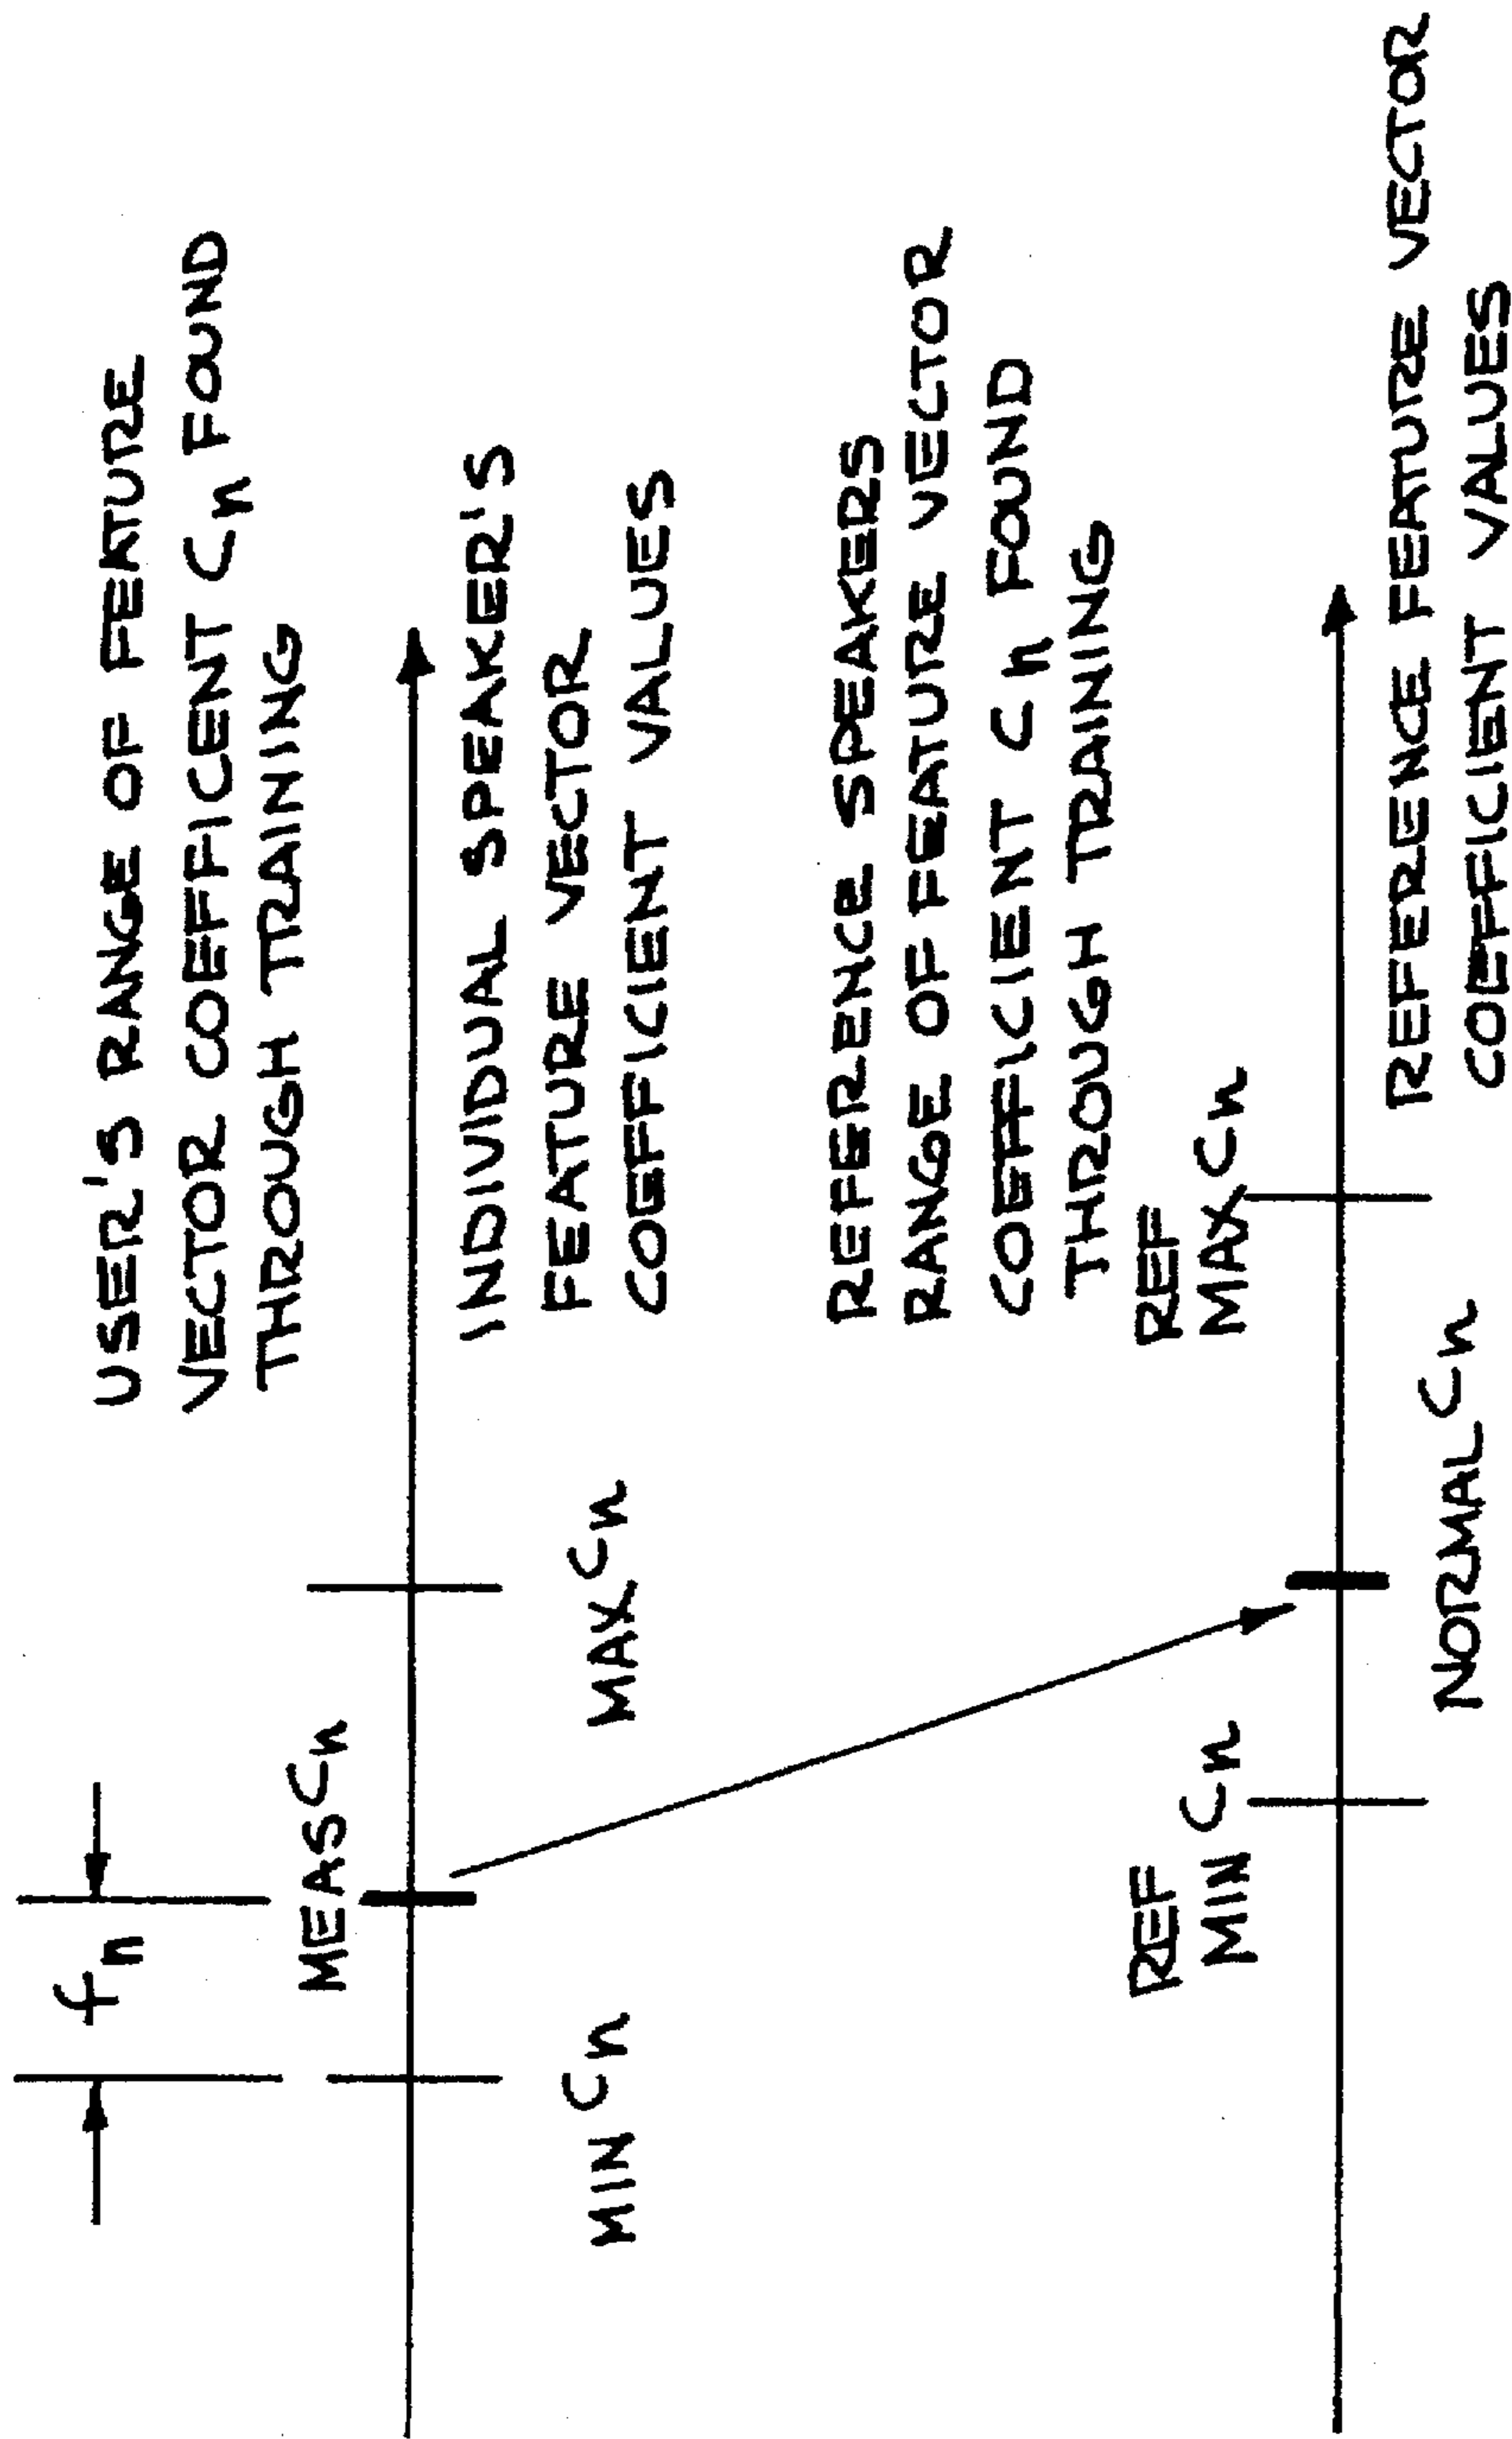 fn
USER'S RANGE OF FEATURE
VECTOR COEFFICENT Cn FOUND
THROUGH TRAINING
MEAS Cn
INDIVIDUAL SPEAKER'S
FEATURE VECTOR
COEFFICIENT VALUES
MIN Cn
MAX Cn
REFERENCE SPEAKERS
RANGE OF FEATURE VECTOR
COEFFICIENT Cn FOUND
THROUGH TRAINING
REF
MIN Cn
REF
MAX Cn
NORMAL Cn
REFERENCE FEATURE VECTOR
COEFFICIENT VALUES